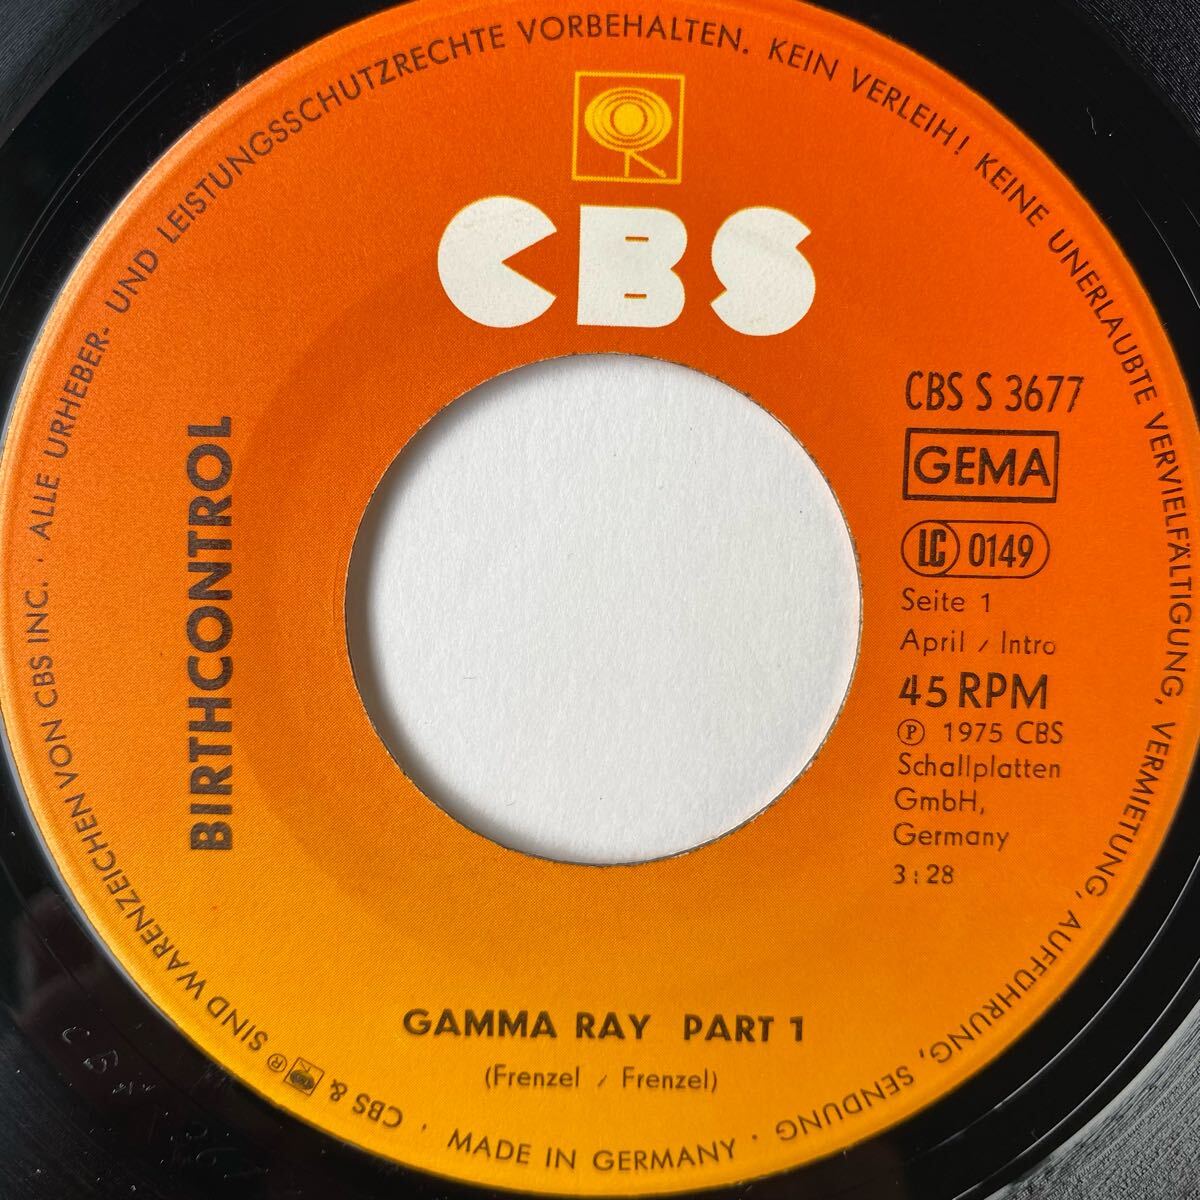 ALLE URHEBER- UND LEISTUNGSSCHUTZRECHTE VORBEHALTEN. KEIN VERLEIH! KEINE UNERLAUBTE VERVIELFÄLTIGUNG, VERMIETUNG, AUFFÜHRUNG, SENDUNG
CBS
CBS S 3677
GEMA
LC 0149
Seite 1
April / Intro
45 RPM
Ⓟ 1975 CBS
Schallplatten
GmbH,
Germany
3:28
BIRTHCONTROL
GAMMA RAY PART 1
(Frenzel / Frenzel)
CBS & ® SIND WARENZEICHEN VON CBS INC. ·
· MADE IN GERMANY ·